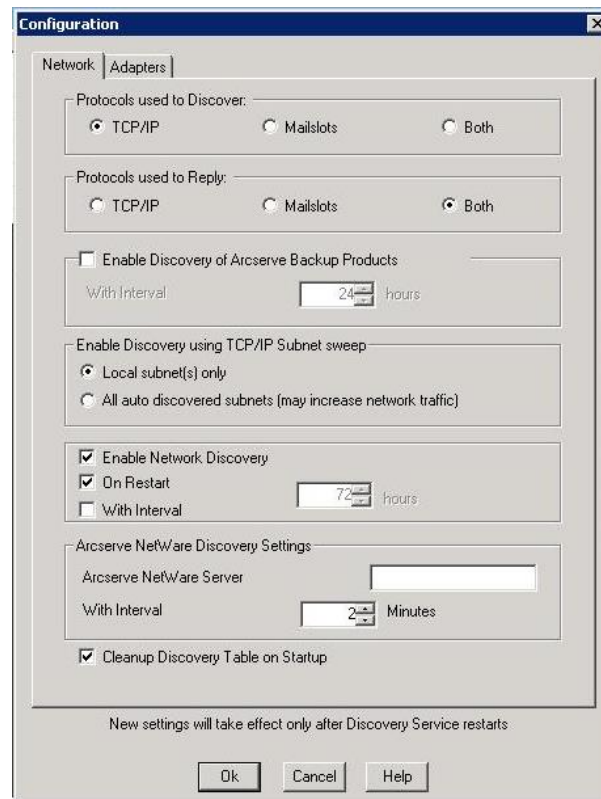 Configuration
Network Adapters
Protocols used to Discover:
TCP/IP Mailslots Both
Protocols used to Reply:
TCP/IP Mailslots Both
Enable Discovery of Arcserve Backup Products
With Interval 24 hours
Enable Discovery using TCP/IP Subnet sweep
Local subnet(s) only
All auto discovered subnets (may increase network traffic)
Enable Network Discovery
On Restart 72 hours
With Interval
Arcserve NetWare Discovery Settings
Arcserve NetWare Server
With Interval 2 Minutes
Cleanup Discovery Table on Startup
New settings will take effect only after Discovery Service restarts
Ok Cancel Help